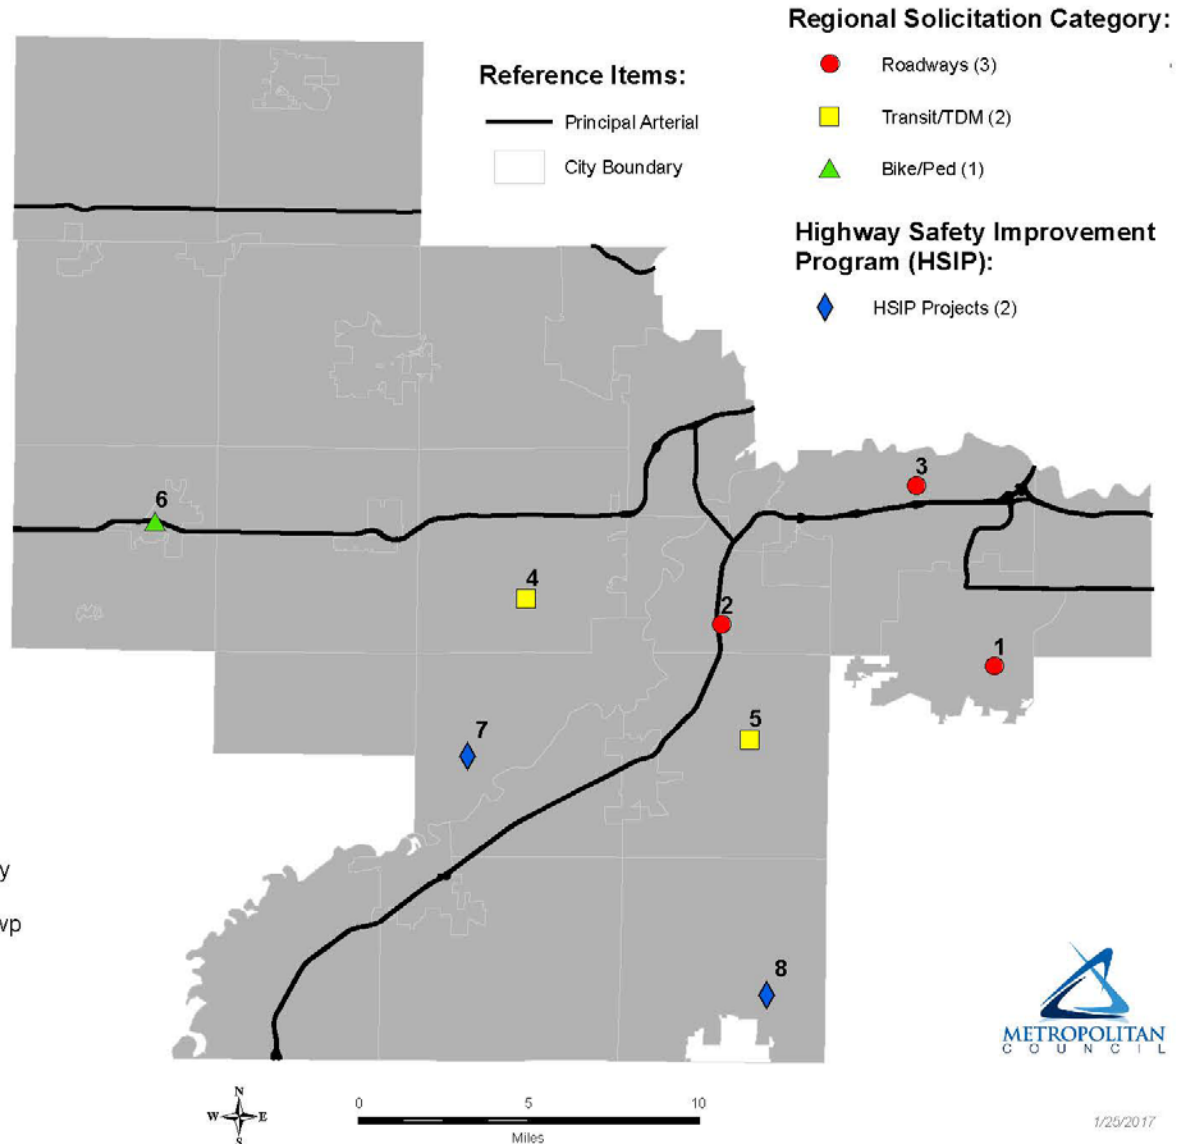 Regional Solicitation Category:
Roadways (3)
Transit/TDM (2)
Bike/Ped (1)
Highway Safety Improvement
Program (HSIP):
HSIP Projects (2)
Reference Items:
Principal Arterial
City Boundary
3
6
4
2
1
5
7
8
y
wp
N
W E
S
0 5 10
Miles
METROPOLITAN
COUNCIL
1/25/2017